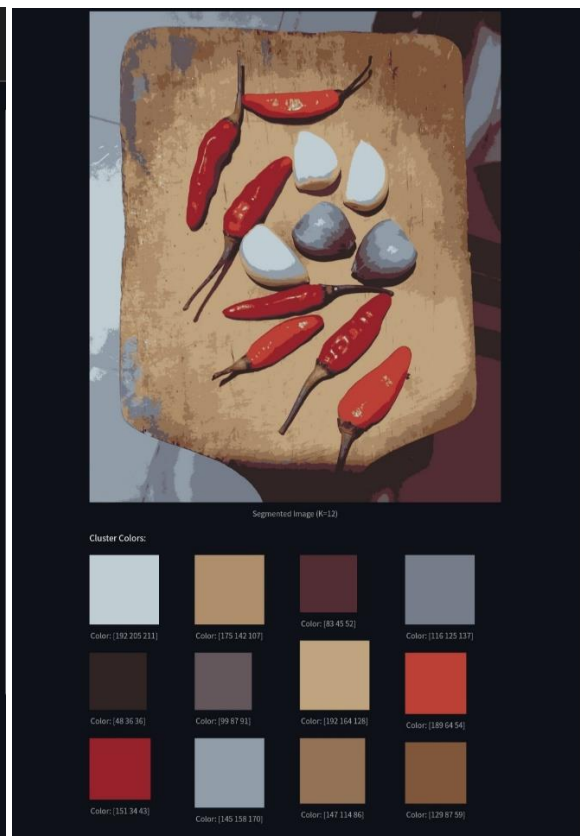 Segmented Image (K=12)
Cluster Colors:
Color: [192 205 211]
Color: [175 142 107]
Color: [83 45 52]
Color: [116 125 137]
Color: [48 36 36]
Color: [99 87 91]
Color: [192 164 128]
Color: [189 64 54]
Color: [151 34 43]
Color: [145 158 170]
Color: [147 114 86]
Color: [129 87 59]